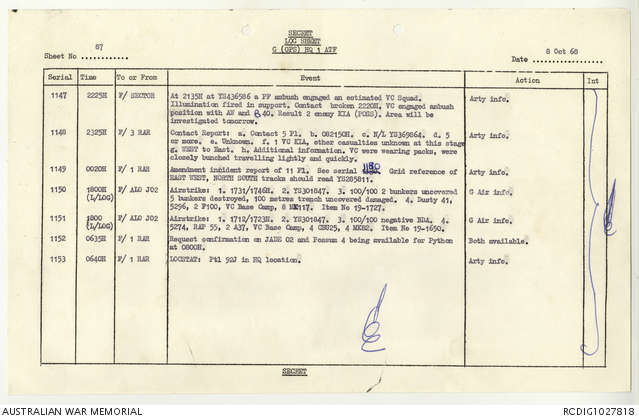 SECRET
LOG SHEET
G (OPS) HQ 1 ATF
Sheet No 87
Date 8 Oct 68
Serial Time To or From Event Action Int
1147 2225H F/ SECTOR At 2135H at YS436586 a PF ambush engaged an estimated VC Squad. Arty info.
Illumination fired in support. Contact broken 2220H. VC engaged ambush
position with AW and B40. Result 2 enemy KIA (POSS). Area will be
investigated tomorrow.
1148 2325H F/ 3 RAR Contact Report: a. Contact 5 Pl. b. 082150H. c. N/L YS369864. d. 5 Arty info.
or more. e. Unknown. f. 1 VC KIA, other casualties unknown at this stage
g. WEST to East. h. Additional information. VC were wearing packs, were
closely bunched travelling lightly and quickly.
1149 0020H F/ 1 RAR Amendment incident report of 11 Pl. See serial 1130 Grid reference of Arty info.
EAST WEST, NORTH SOUTH tracks should read YS285811.
1150 1800H F/ ALO JO2 Airstrike: 1. 1731/1746H. 2. YS301847. 3. 100/100 2 bunkers uncovered G Air info.
(L/LOG) 5 bunkers destroyed, 100 metres trench uncovered damaged. 4. Dusty 41,
5296, 2 F100, VC Base Camp, 8 MK117. Item No 19-1727.
1151 1800 F/ ALO JO2 Airstrike: 1. 1712/1723H. 2. YS301847. 3. 100/100 negative BDA. 4. G Air info.
(L/LOG) 5274, RAP 55, 2 A37, VC Base Camp, 4 CBU25, 4 MK82. Item No 19-1650.
1152 0635H F/ 1 RAR Request confirmation on JADE 02 and Possum 4 being available for Python Both available.
at 0800H.
1153 0640H F/ 1 RAR LOCSTAT: Ptl 92J in HQ location. Arty info.
SECRET
AUSTRALIAN WAR MEMORIAL RCDIG1027818